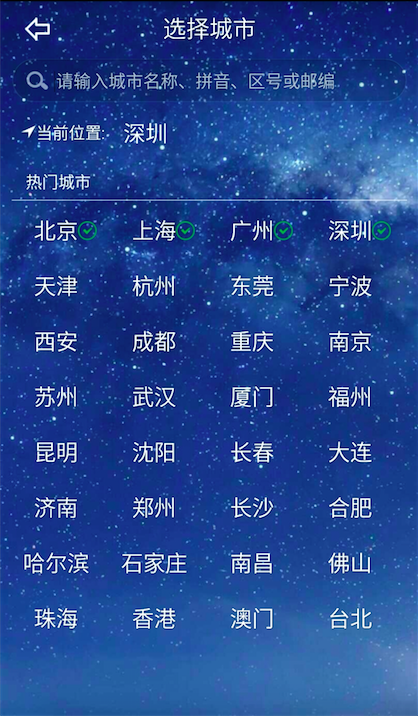 选择城市
请输入城市名称、拼音、区号或邮编
当前位置: 深圳
热门城市
北京 上海 广州 深圳
天津 杭州 东莞 宁波
西安 成都 重庆 南京
苏州 武汉 厦门 福州
昆明 沈阳 长春 大连
济南 郑州 长沙 合肥
哈尔滨 石家庄 南昌 佛山
珠海 香港 澳门 台北